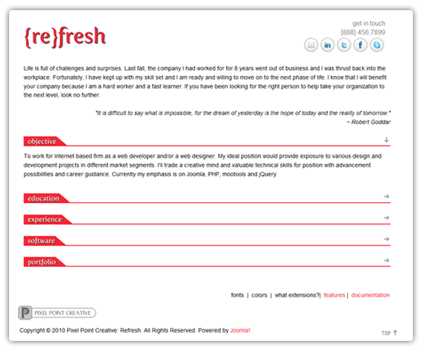 {re}fresh
get in touch
(888) 456.7899
Life is full of challenges and surprises. Last fall, the company I had worked for for 8 years went out of business and I was thrust back into the
workplace. Fortunately, I have kept up with my skill set and I am ready and willing to move on to the next phase of life. I know that I will benefit
your company because I am a hard worker and a fast learner. If you have been looking for the right person to help take your organization to
the next level, look no further.
"It is difficult to say what is impossible, for the dream of yesterday is the hope of today and the reality of tomorrow."
~ Robert Goddar
objective
To work for Internet based firm as a web developer and/or a web designer. My ideal position would provide exposure to various design and
development projects in different market segments. I'll trade a creative mind and valuable technical skills for position with advancement
possibilities and career guidance. Currently my emphasis is on Joomla, PHP, mootools and jQuery.
education
experience
software
portfolio
fonts | colors | what extensions?| features | documentation
PIXEL POINT CREATIVE
Copyright © 2010 Pixel Point Creative: Refresh. All Rights Reserved. Powered by Joomla!
TOP